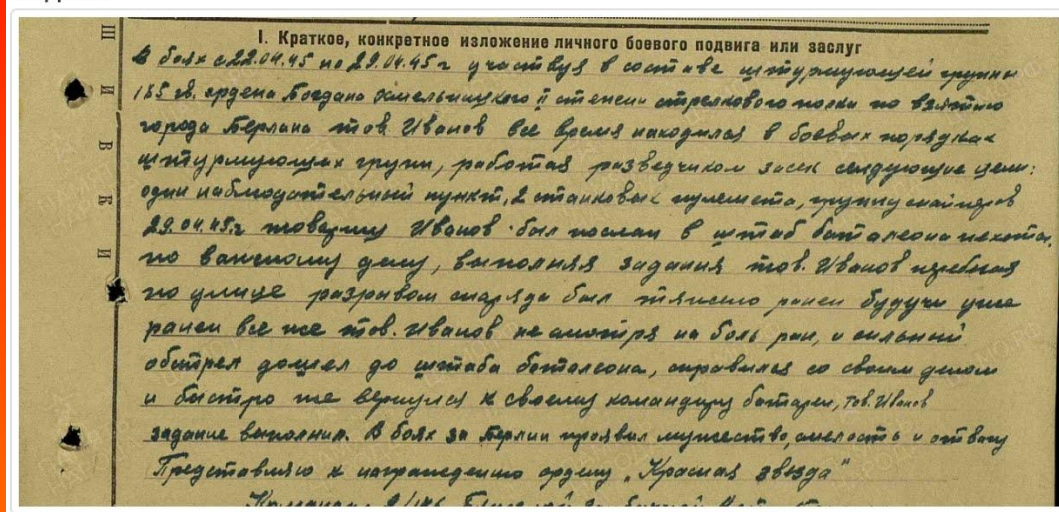 I. Краткое, конкретное изложение личного боевого подвига или заслуг
В боях с 22.04.45 по 29.04.45 г участвуя в составе штурмующей группы
185 гв. ордена Богдана Хмельницкого II степени стрелкового полка по взятию
города Берлина тов. Иванов все время находился в боевых порядках
штурмующих групп, работая разведчиком засек следующие цели:
один наблюдательный пункт, 2 станковых пулемета, группу снайперов
29.04.45 г товарищ Иванов был послан в штаб баталеона пехоты,
по важному делу, выполняя задания тов. Иванов перебегая
по улице разрывом снаряда был тяжело ранен будучи уже
ранен все же тов. Иванов не смотря на боль ран, и сильный
обстрел дошел до штаба баталеона, справился со своим делом
и быстро же вернулся к своему командиру батареи, тов. Иванов
задание выполнил. В боях за Берлин проявил мужество, смелость и отвагу
Представляю к награждению ордену „Красная звезда"
Ш
И
В
К
И